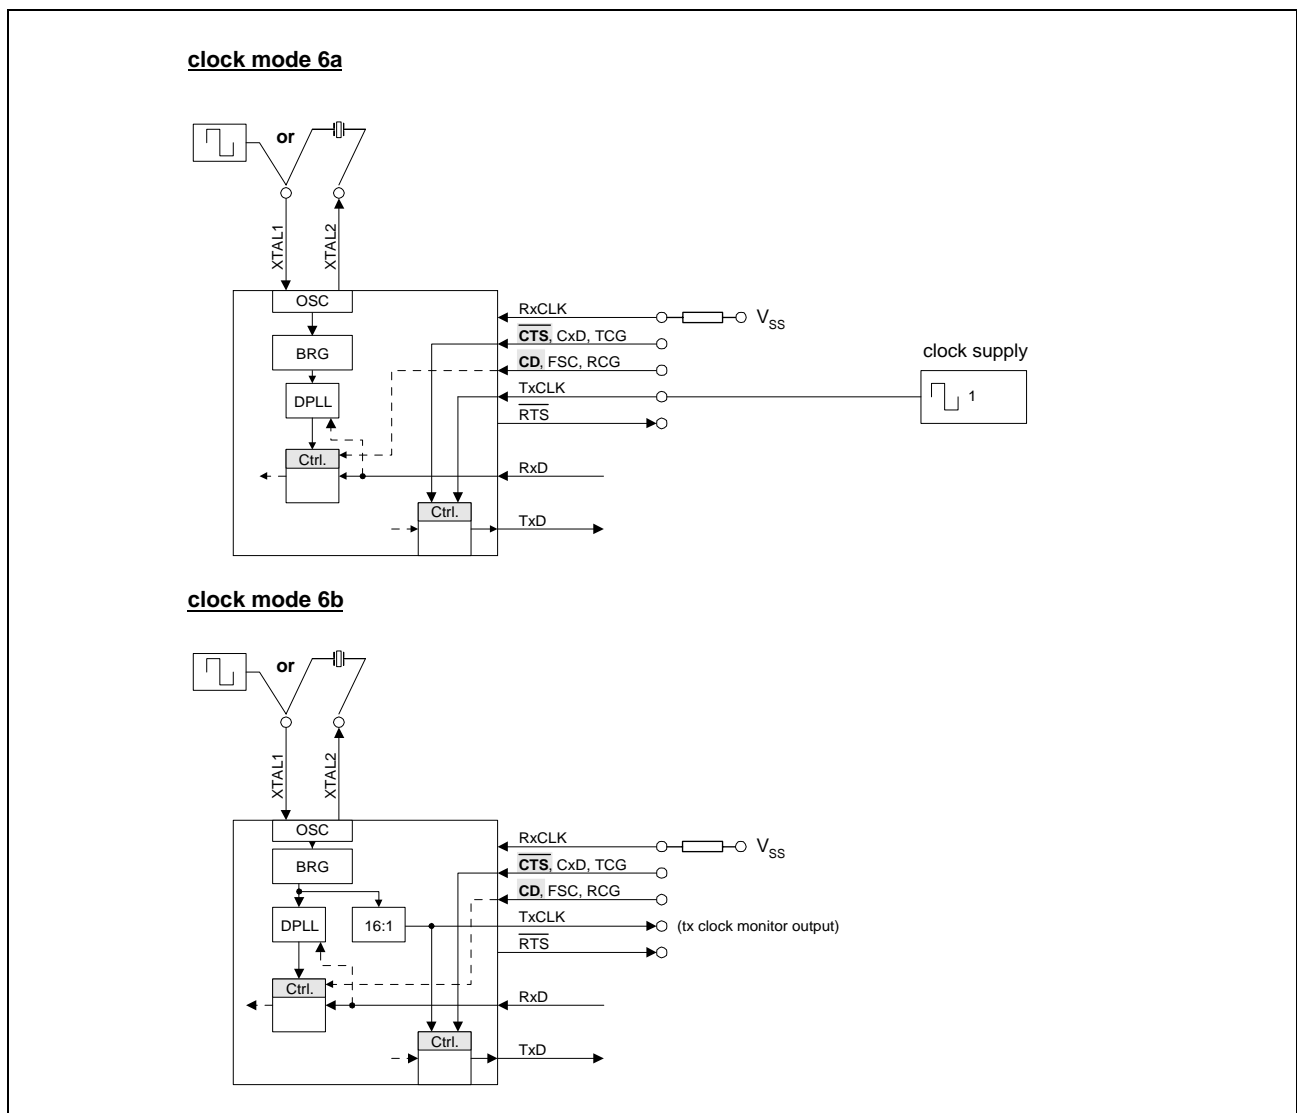 clock mode 6a
or
XTAL1
XTAL2
OSC
BRG
DPLL
Ctrl.
RxCLK
VSS
CTS, CxD, TCG
CD, FSC, RCG
TxCLK
RTS
clock supply
1
RxD
Ctrl.
TxD
clock mode 6b
or
XTAL1
XTAL2
OSC
BRG
DPLL
16:1
Ctrl.
RxCLK
VSS
CTS, CxD, TCG
CD, FSC, RCG
TxCLK
(tx clock monitor output)
RTS
RxD
Ctrl.
TxD